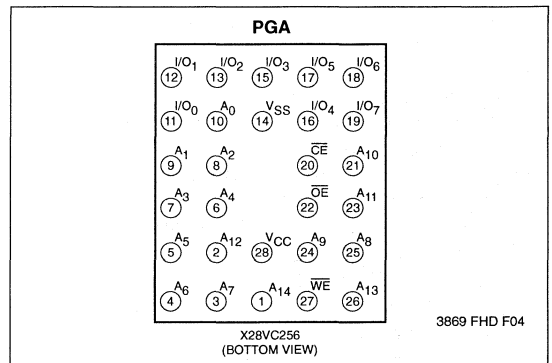 PGA
I/O1 I/O2 I/O3 I/O5 I/O6
12 13 15 17 18
I/O0 A0 VSS I/O4 I/O7
11 10 14 16 19
A1 A2 C̅E̅ A10
9 8 20 21
A3 A4 O̅E̅ A11
7 6 22 23
A5 A12 VCC A9 A8
5 2 28 24 25
A6 A7 A14 W̅E̅ A13
4 3 1 27 26
3869 FHD F04
X28VC256
(BOTTOM VIEW)